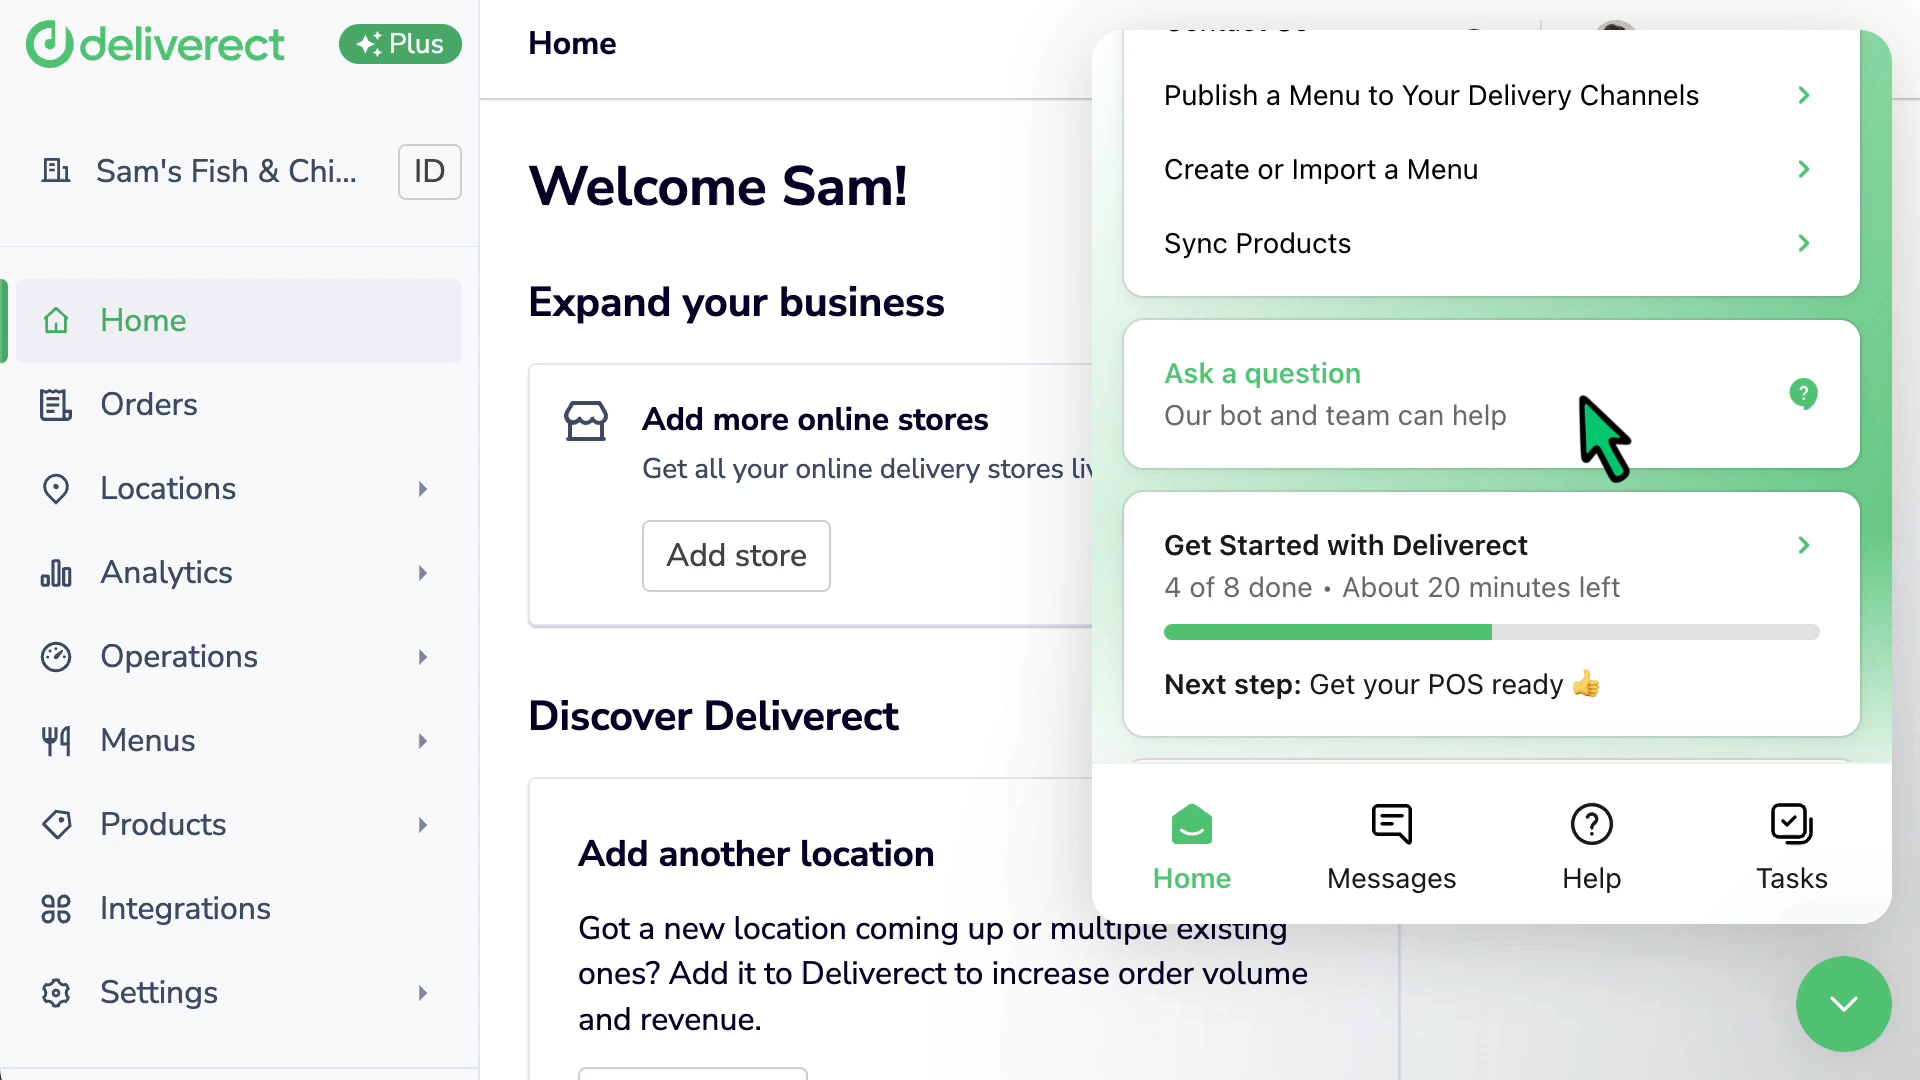 deliverect
Plus
Sam's Fish & Chi...
ID
Home
Orders
Locations
Analytics
Operations
Menus
Products
Integrations
Settings
Home
Welcome Sam!
Expand your business
Add more online stores
Get all your online delivery stores
Add store
Discover Deliverect
Add another location
Got a new location coming up or multiple existing
ones? Add it to Deliverect to increase order volume
and revenue.
Publish a Menu to Your Delivery Channels
Create or Import a Menu
Sync Products
Ask a question
Our bot and team can help
Get Started with Deliverect
4 of 8 done • About 20 minutes left
Next step: Get your POS ready 👍
Home
Messages
Help
Tasks